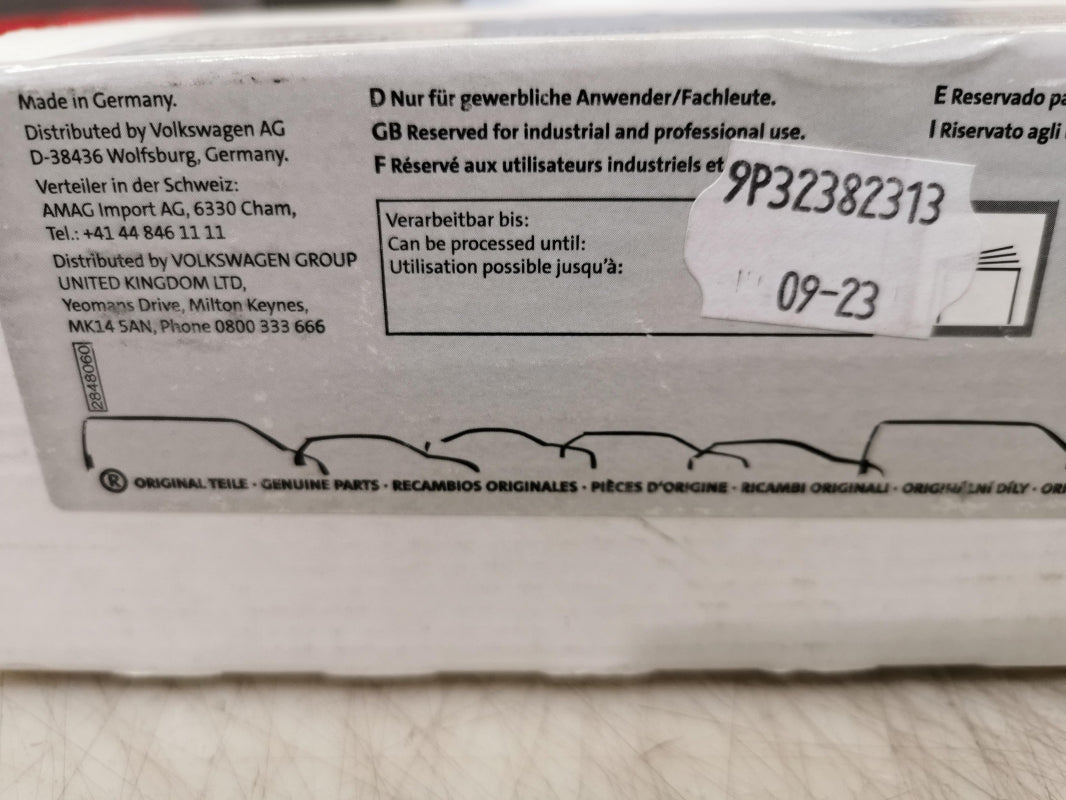 Made in Germany.
Distributed by Volkswagen AG
D-38436 Wolfsburg, Germany.
Verteiler in der Schweiz:
AMAG Import AG, 6330 Cham,
Tel.: +41 44 846 11 11
Distributed by VOLKSWAGEN GROUP
UNITED KINGDOM LTD,
Yeomans Drive, Milton Keynes,
MK14 5AN, Phone 0800 333 666
2848060
D Nur für gewerbliche Anwender/Fachleute.
GB Reserved for industrial and professional use.
F Réservé aux utilisateurs industriels et
E Reservado pa
I Riservato agli
Verarbeitbar bis:
Can be processed until:
Utilisation possible jusqu'à:
9P32382313
09-23
® ORIGINAL TEILE · GENUINE PARTS · RECAMBIOS ORIGINALES · PIÈCES D'ORIGINE · RICAMBI ORIGINALI · ORIGINÁLNÍ DÍLY · ORI